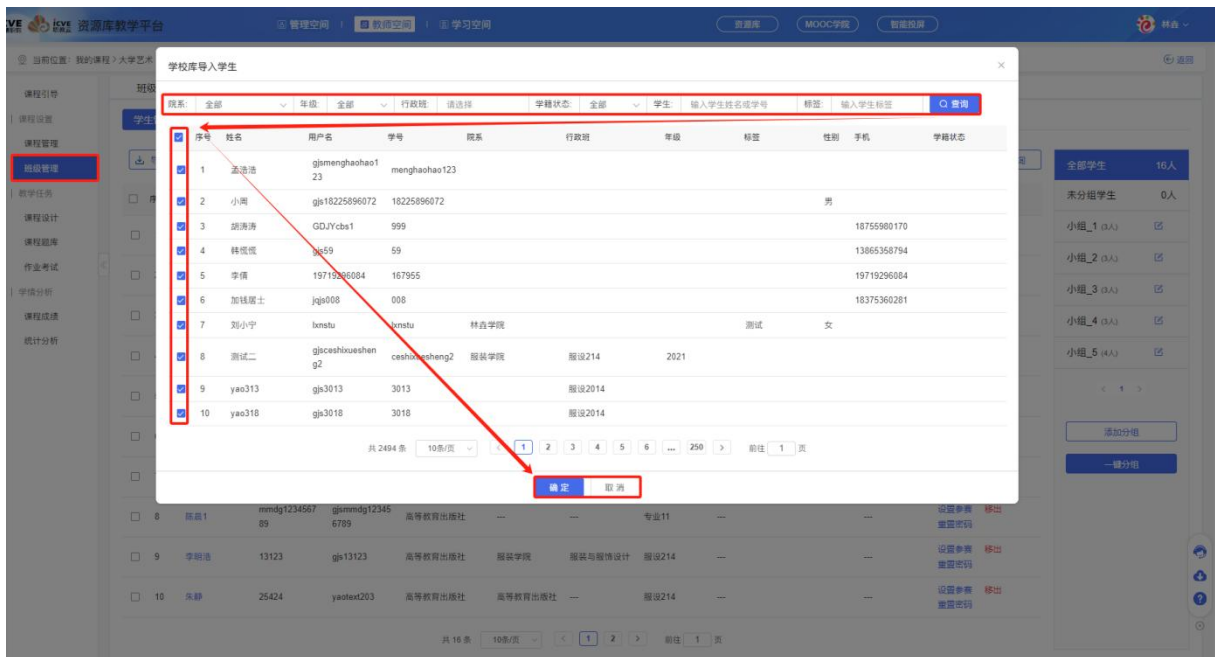 icve 智慧职教 资源库教学平台 管理空间 教师空间 学习空间 资源库 MOOC学院 智能投屏 林垚
当前位置：我的课程 > 大学艺术 返回
学校库导入学生 ×
课程引导 班级
院系: 全部 年级: 全部 行政班: 请选择 学籍状态: 全部 学生: 输入学生姓名或学号 标签: 输入学生标签 查询
课程设置
课程管理
班级管理
教学任务
课程设计
课程题库
作业考试
学情分析
课程成绩
统计分析
序号 姓名 用户名 学号 院系 行政班 年级 标签 性别 手机 学籍状态
1 孟浩浩 gjsmenghaohao123 menghaohao123
2 小周 gjs18225896072 18225896072 男
3 胡涛涛 GDJYcbs1 999 18755980170
4 韩慌慌 gjs59 59 13865358794
5 李倩 19719296084 167955 19719296084
6 加钱居士 jqjs008 008 18375360281
7 刘小宁 lxnstu lxnstu 林垚学院 测试 女
8 测试二 gjsceshixuesheng2 ceshixuesheng2 服装学院 服设214 2021
9 yao313 gjs3013 3013 服设2014
10 yao318 gjs3018 3018 服设2014
共 2494 条 10条/页 < 1 2 3 4 5 6 ... 250 > 前往 1 页
确定 取消
全部学生 16人
未分组学生 0人
小组_1 (3人)
小组_2 (3人)
小组_3 (3人)
小组_4 (3人)
小组_5 (4人)
< 1 >
添加分组
一键分组
8 陈晨1 mmdg123456789 gjsmmdg123456789 高等教育出版社 --- --- 专业11 --- --- 设置参赛 移出 重置密码
9 李明浩 13123 gjs13123 高等教育出版社 服装学院 服装与服饰设计 服设214 --- --- 设置参赛 移出 重置密码
10 朱静 25424 yaotext203 高等教育出版社 高等教育出版社 --- 服设214 --- --- 设置参赛 移出 重置密码
共 16 条 10条/页 < 1 2 > 前往 1 页